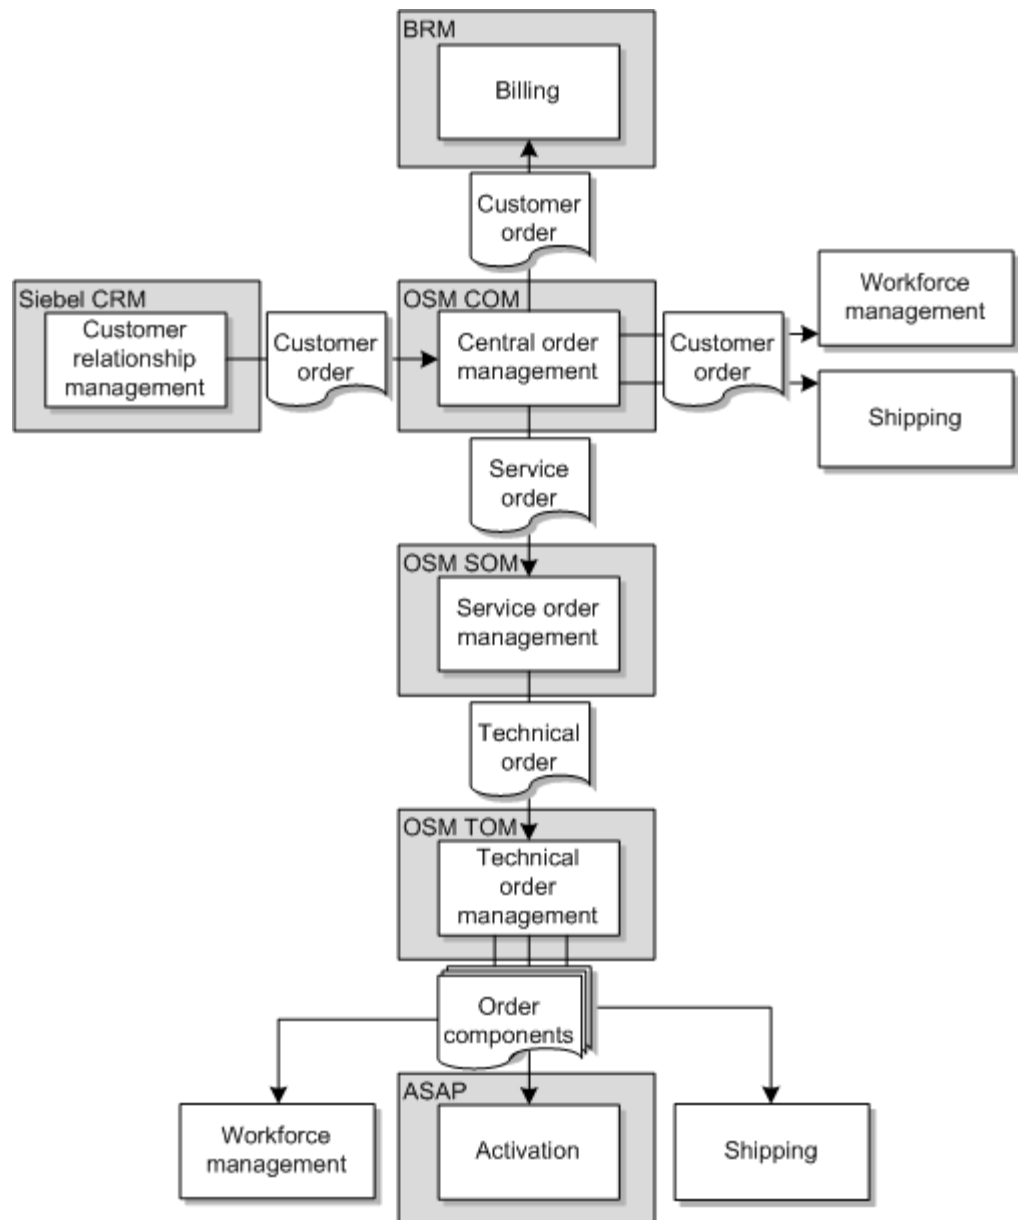 BRM
Billing
Customer
order
Siebel CRM
Customer
relationship
management
Customer
order
OSM COM
Central order
management
Customer
order
Workforce
management
Shipping
Service
order
OSM SOM
Service order
management
Technical
order
OSM TOM
Technical
order
management
Order
components
Workforce
management
ASAP
Activation
Shipping